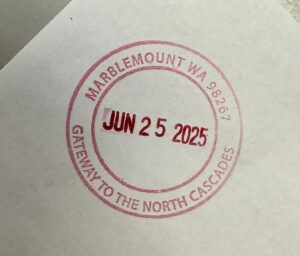 MARBLEMOUNT WA 98267
JUN 25 2025
GATEWAY TO THE NORTH CASCADES